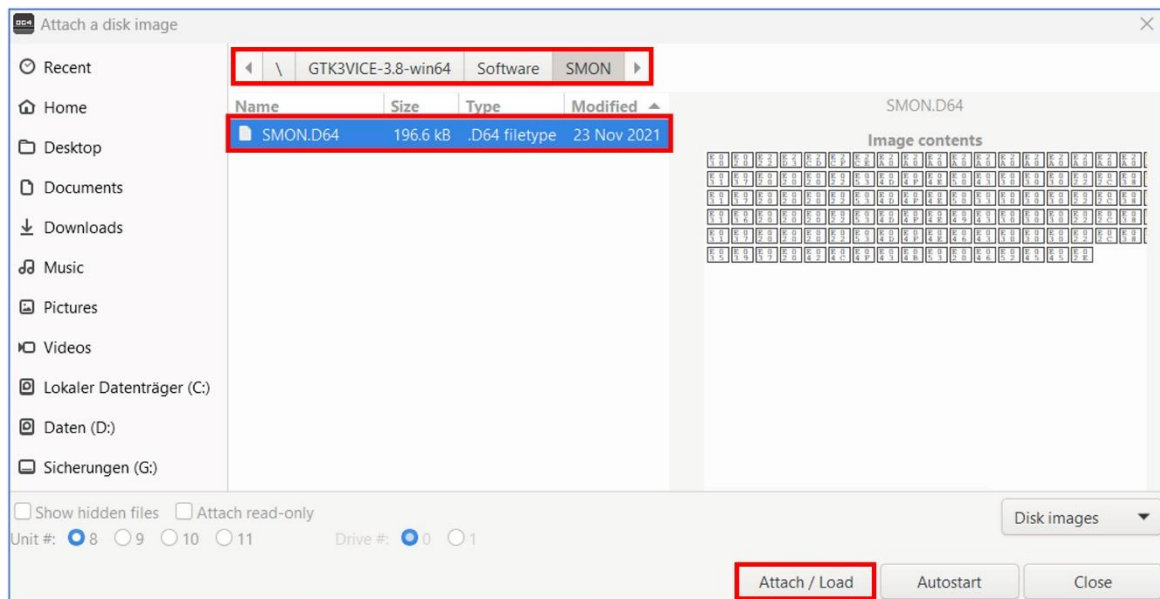 Attach a disk image
Recent
Home
Desktop
Documents
Downloads
Music
Pictures
Videos
Lokaler Datenträger (C:)
Daten (D:)
Sicherungen (G:)
\ GTK3VICE-3.8-win64 Software SMON
Name Size Type Modified
SMON.D64 196.6 kB .D64 filetype 23 Nov 2021
SMON.D64
Image contents
Show hidden files Attach read-only
Unit #: 8 9 10 11 Drive #: 0 1
Disk images
Attach / Load Autostart Close